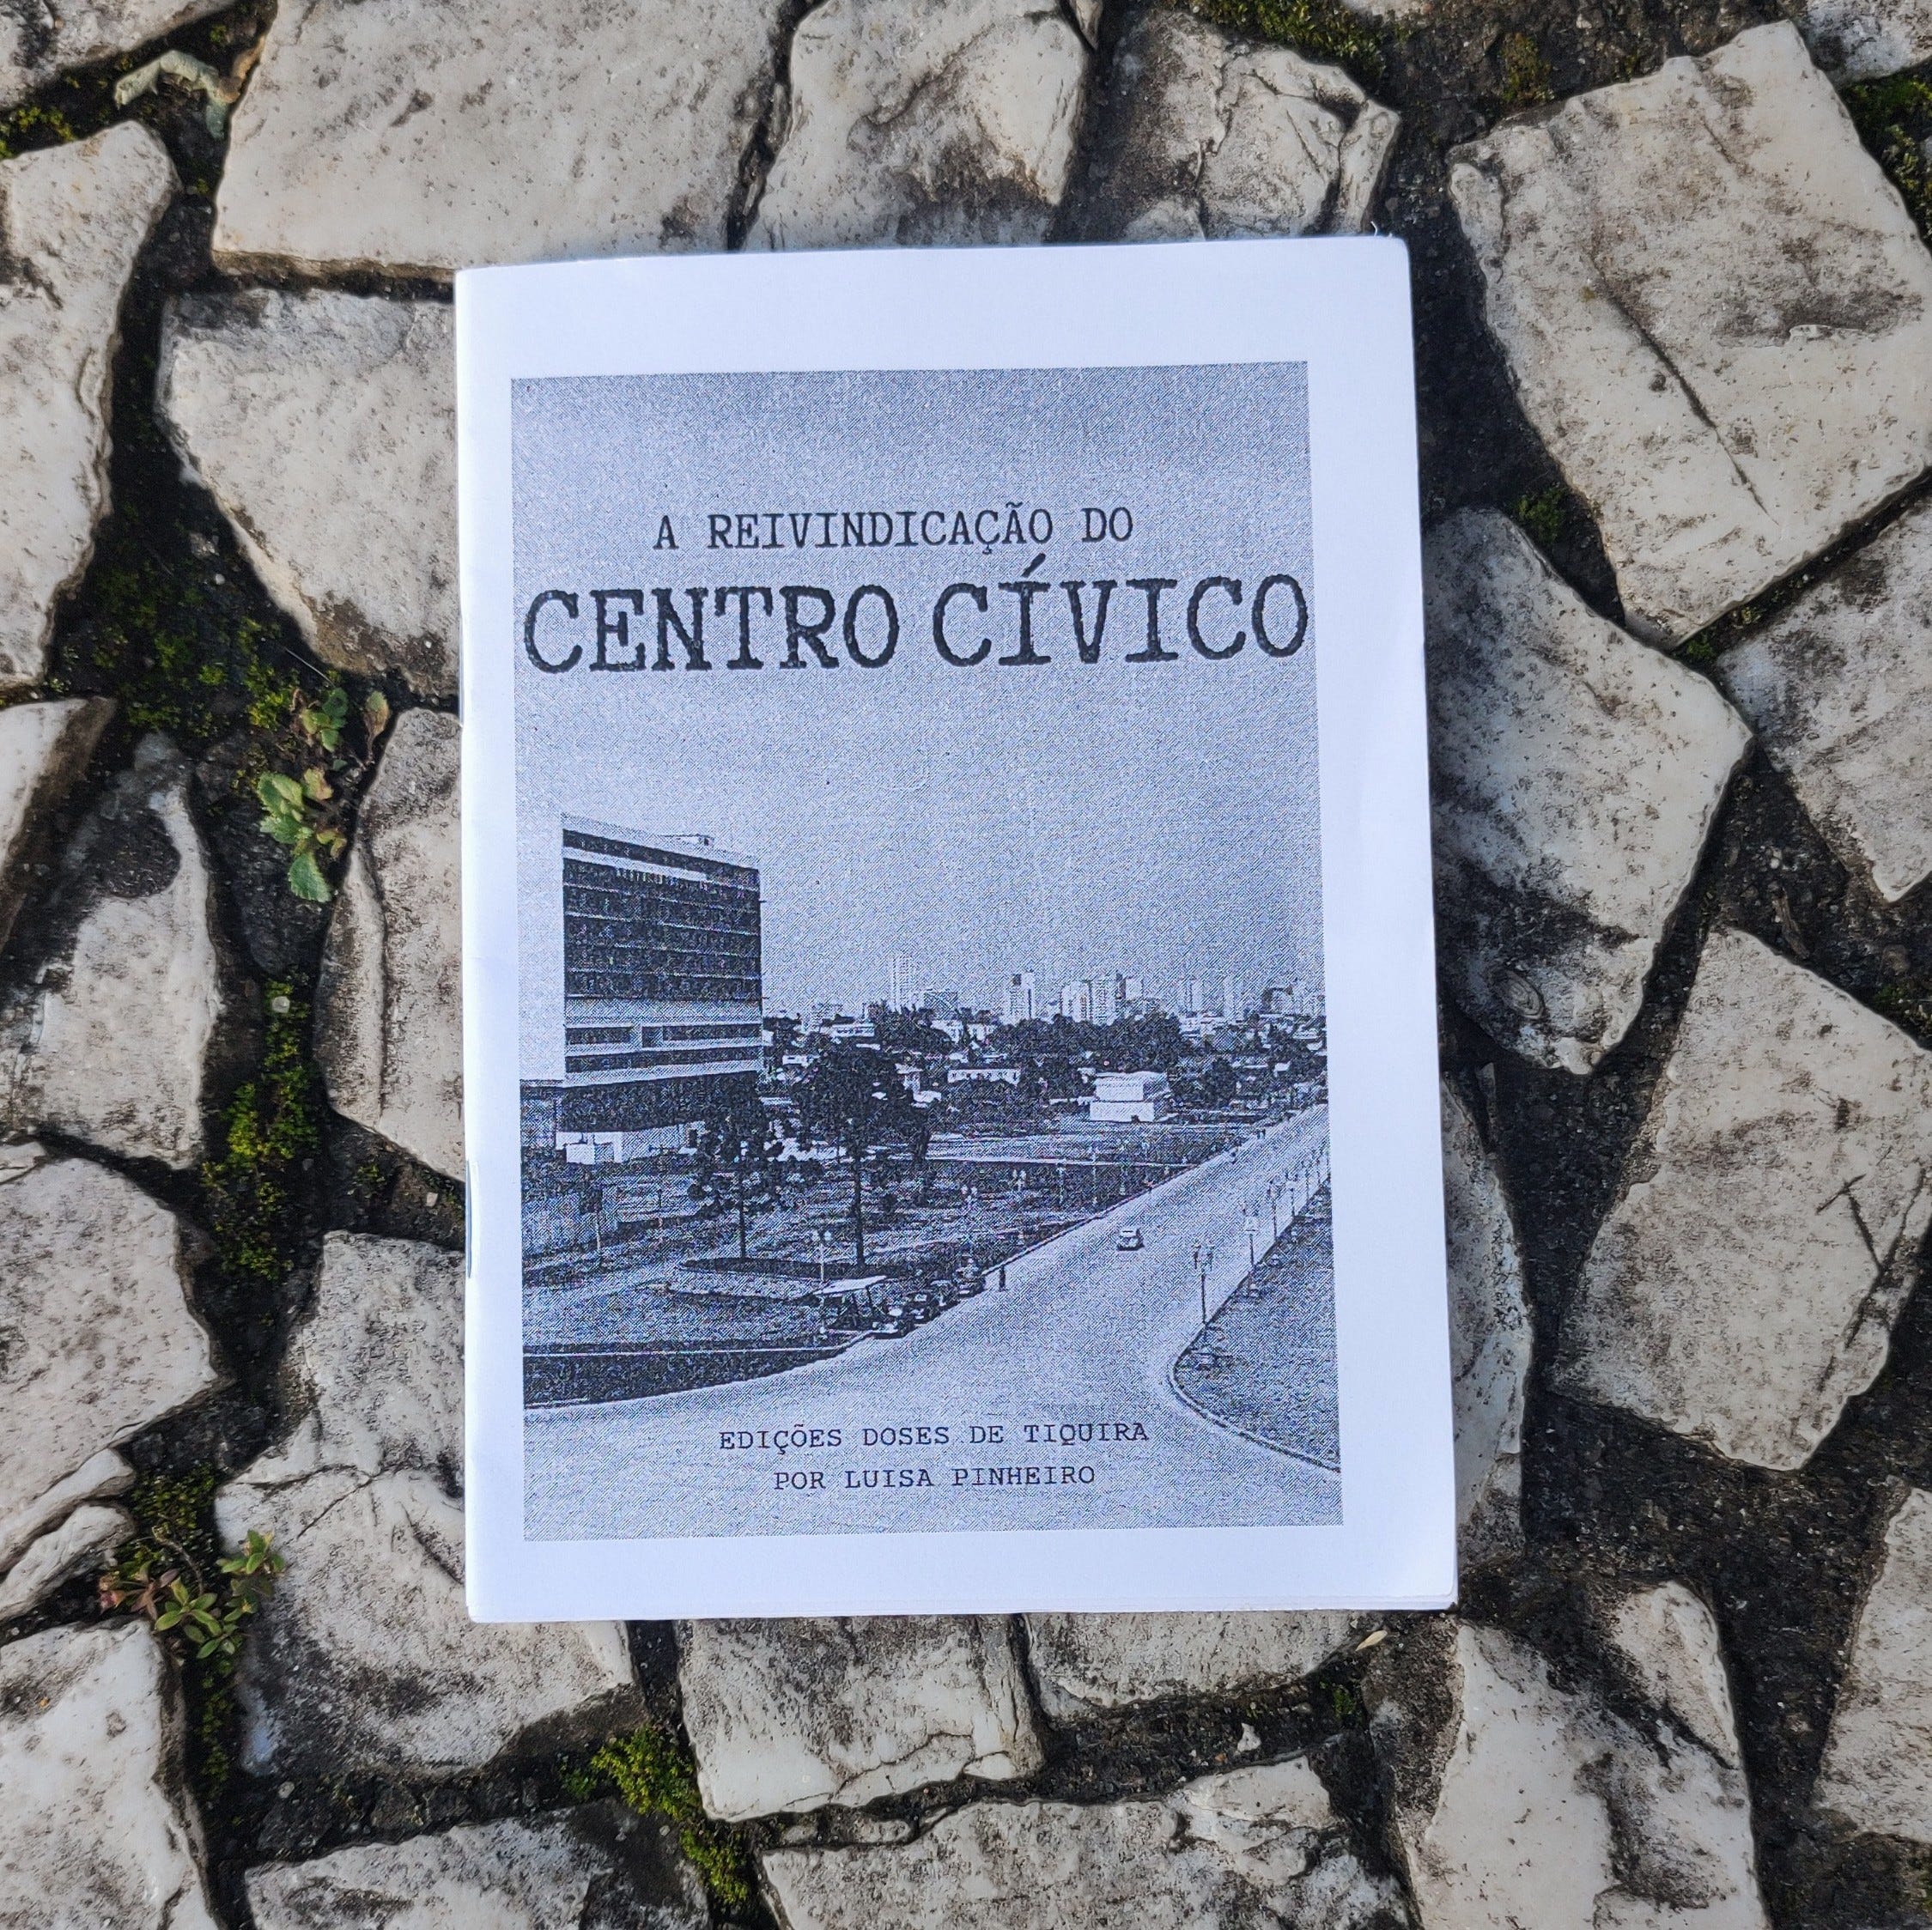 A REIVINDICAÇÃO DO
CENTRO CÍVICO
EDIÇÕES DOSES DE TIQUIRA
POR LUISA PINHEIRO